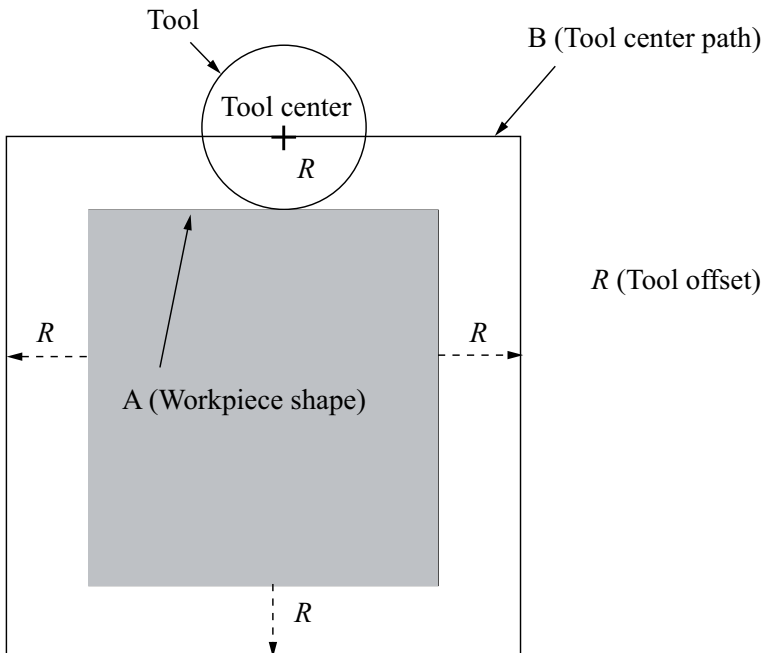 Tool
B (Tool center path)
Tool center
R
R (Tool offset)
R
R
A (Workpiece shape)
R